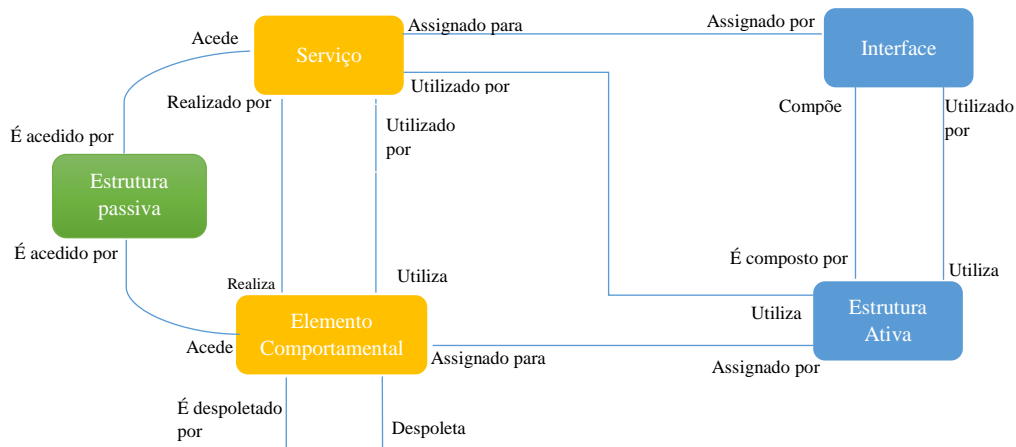 Assignado para
Assignado por
Acede
Serviço
Interface
Utilizado por
Realizado por
Compõe
Utilizado
por
Utilizado
por
É acedido por
Estrutura
passiva
É acedido por
É composto por
Realiza
Utiliza
Utiliza
Elemento
Comportamental
Utiliza
Estrutura
Ativa
Acede
Assignado para
Assignado por
É despoletado
por
Despoleta